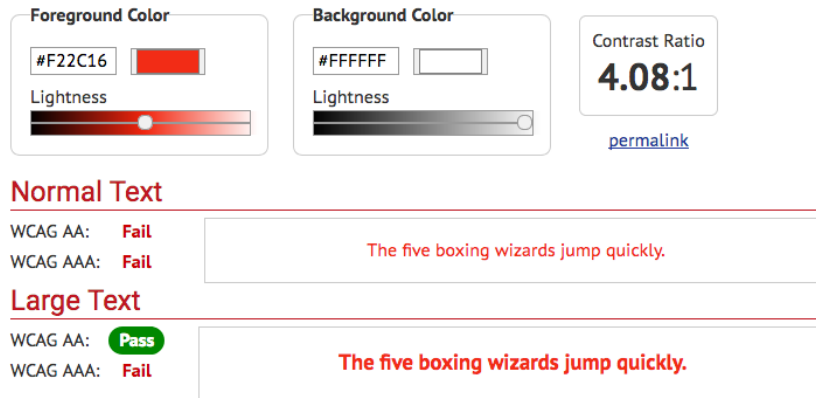 Foreground Color
#F22C16
Lightness
Background Color
#FFFFFF
Lightness
Contrast Ratio
4.08:1
permalink
Normal Text
WCAG AA: Fail
WCAG AAA: Fail
The five boxing wizards jump quickly.
Large Text
WCAG AA: Pass
WCAG AAA: Fail
The five boxing wizards jump quickly.